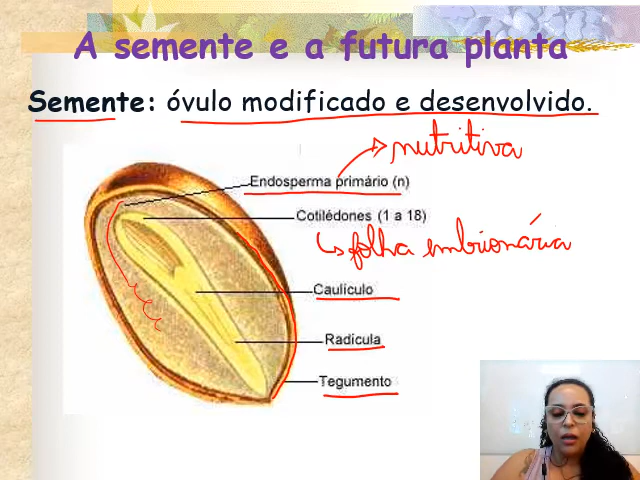 A semente e a futura planta
Semente: óvulo modificado e desenvolvido.
nutritiva
Endosperma primário (n)
Cotilédones (1 a 18)
folha embrionária
Caulículo
Radícula
Tegumento